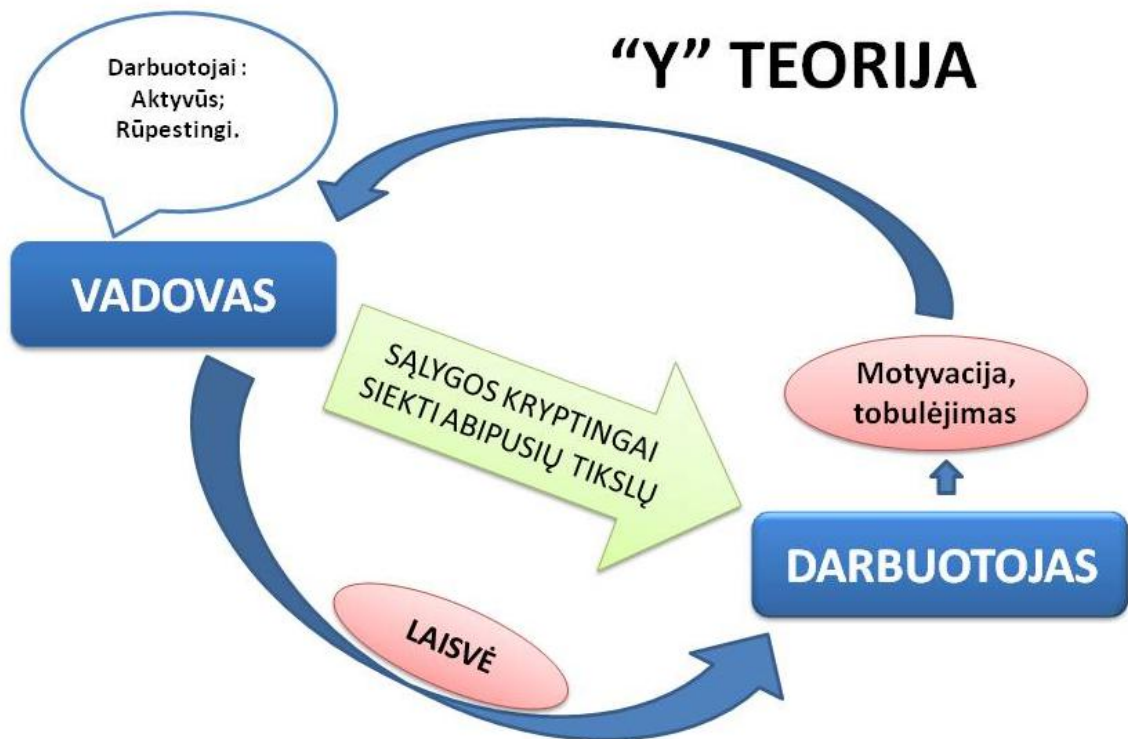 “Y” TEORIJA
Darbuotojai :
Aktyvūs;
Rūpestingi.
VADOVAS
SĄLYGOS KRYPTINGAI
SIEKTI ABIPUSIŲ TIKSLŲ
Motyvacija,
tobulėjimas
DARBUOTOJAS
LAISVĖ